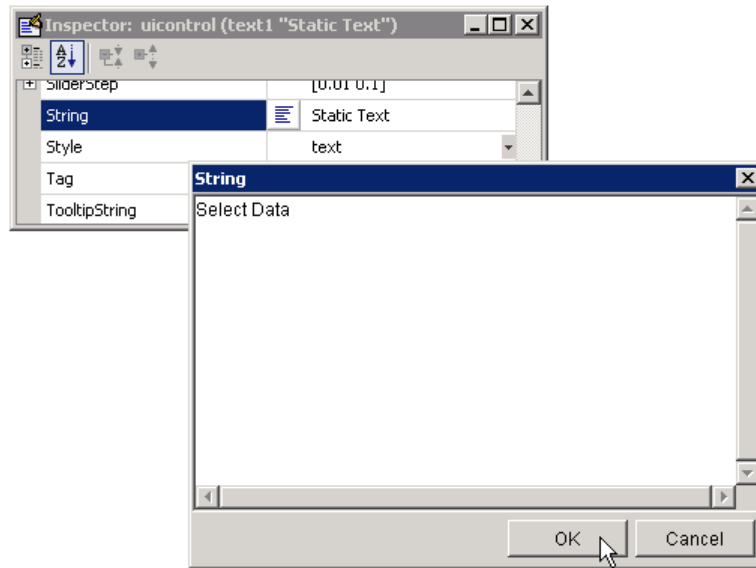 Inspector: uicontrol (text1 "Static Text")
SliderStep [0.01 0.1]
String Static Text
Style text
Tag
TooltipString
String
Select Data
OK Cancel